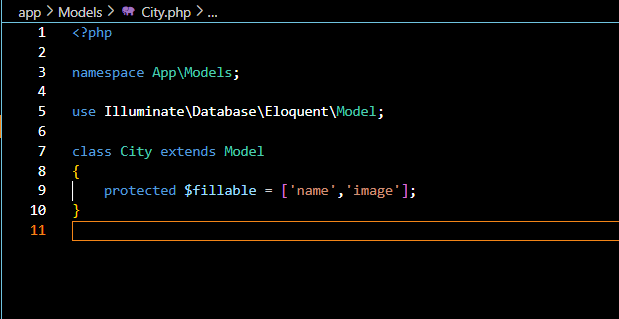 app > Models > City.php > ...
1 <?php
2
3 namespace App\Models;
4
5 use Illuminate\Database\Eloquent\Model;
6
7 class City extends Model
8 {
9     protected $fillable = ['name','image'];
10 }
11